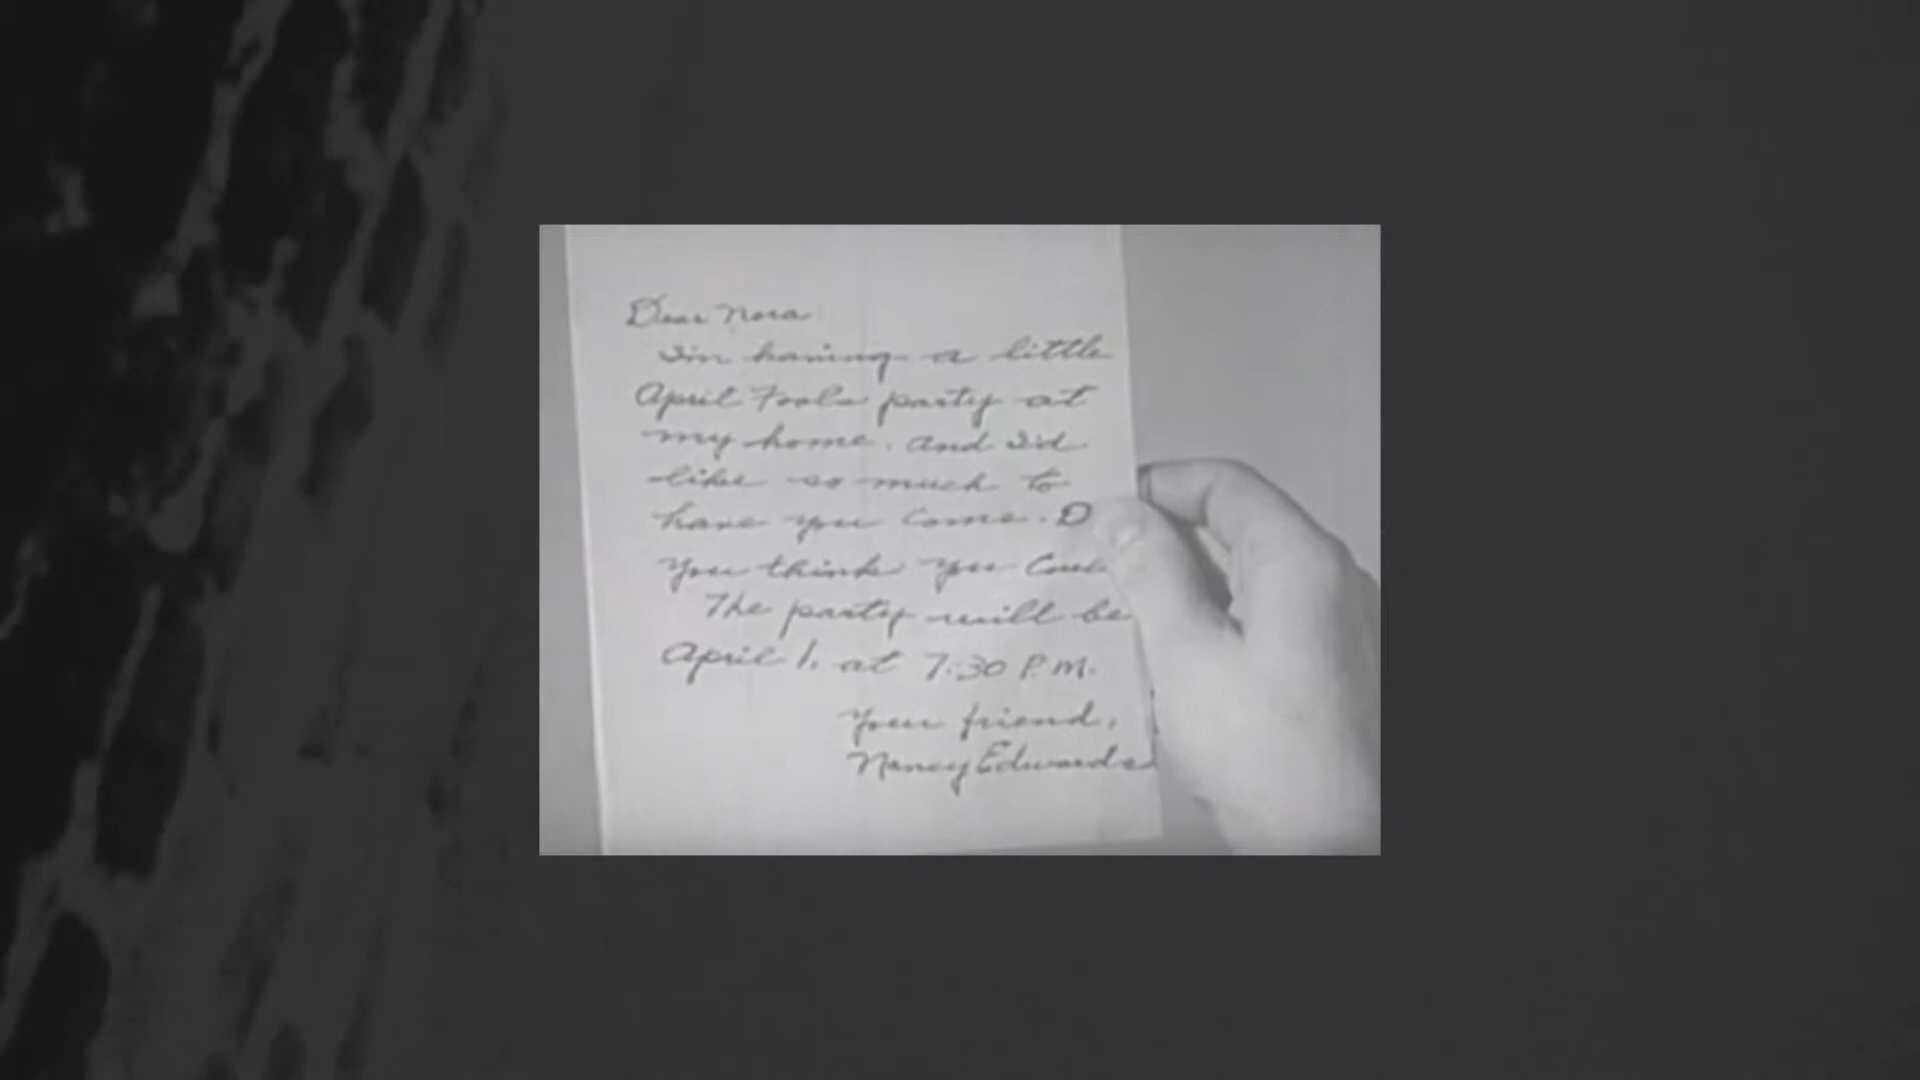 Dear Nora:
I'm having a little
April Fools party at
my home. And I'd
like so much to
have you come. D
you think you Coul
The party will be
April 1, at 7:30 P.M.
Your friend,
Nancy Edwards